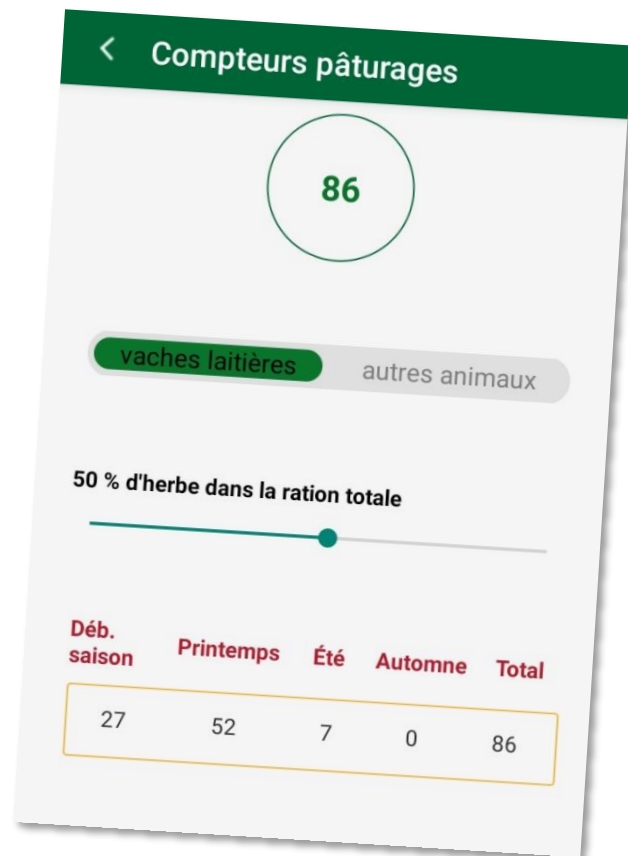 Compteurs pâturages
86
vaches laitières autres animaux
50 % d'herbe dans la ration totale
Déb. saison Printemps Été Automne Total
27 52 7 0 86